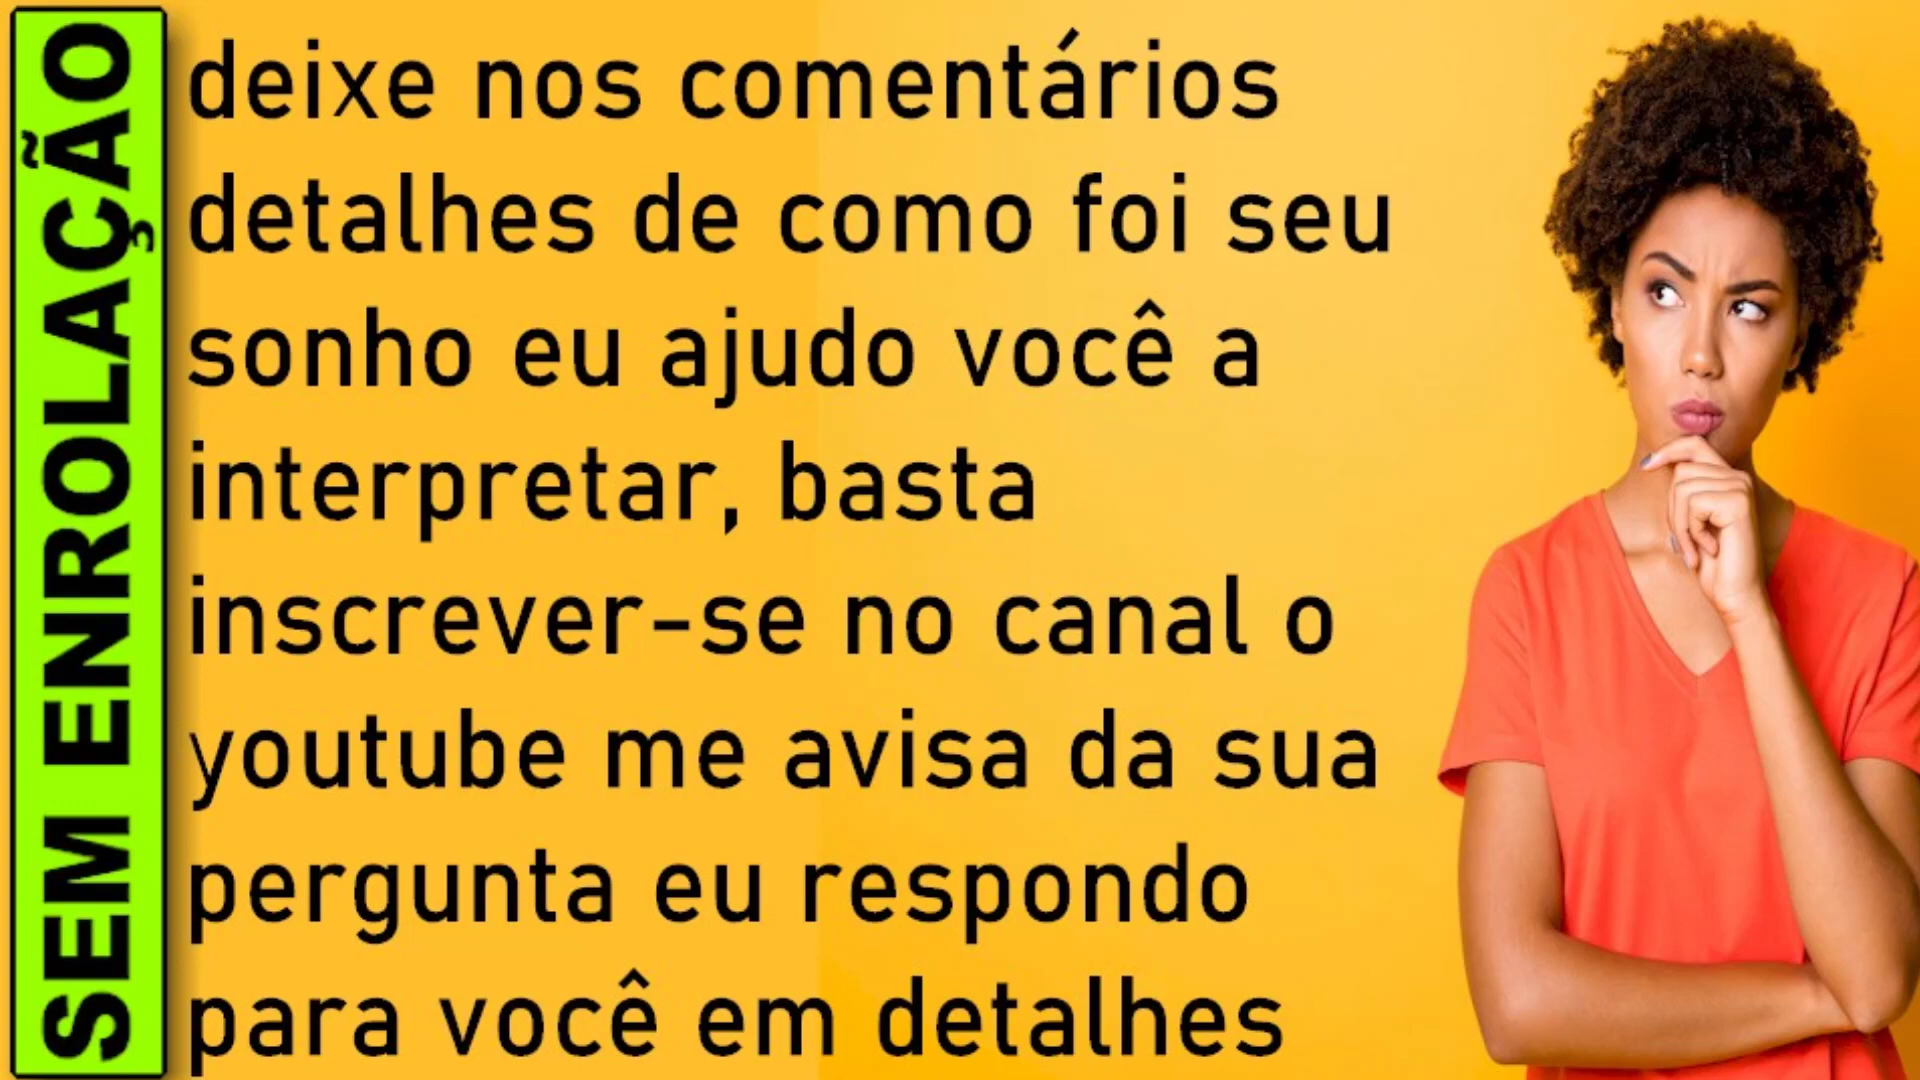 SEM ENROLAÇÃO
deixe nos comentários
detalhes de como foi seu
sonho eu ajudo você a
interpretar, basta
inscrever-se no canal o
youtube me avisa da sua
pergunta eu respondo
para você em detalhes